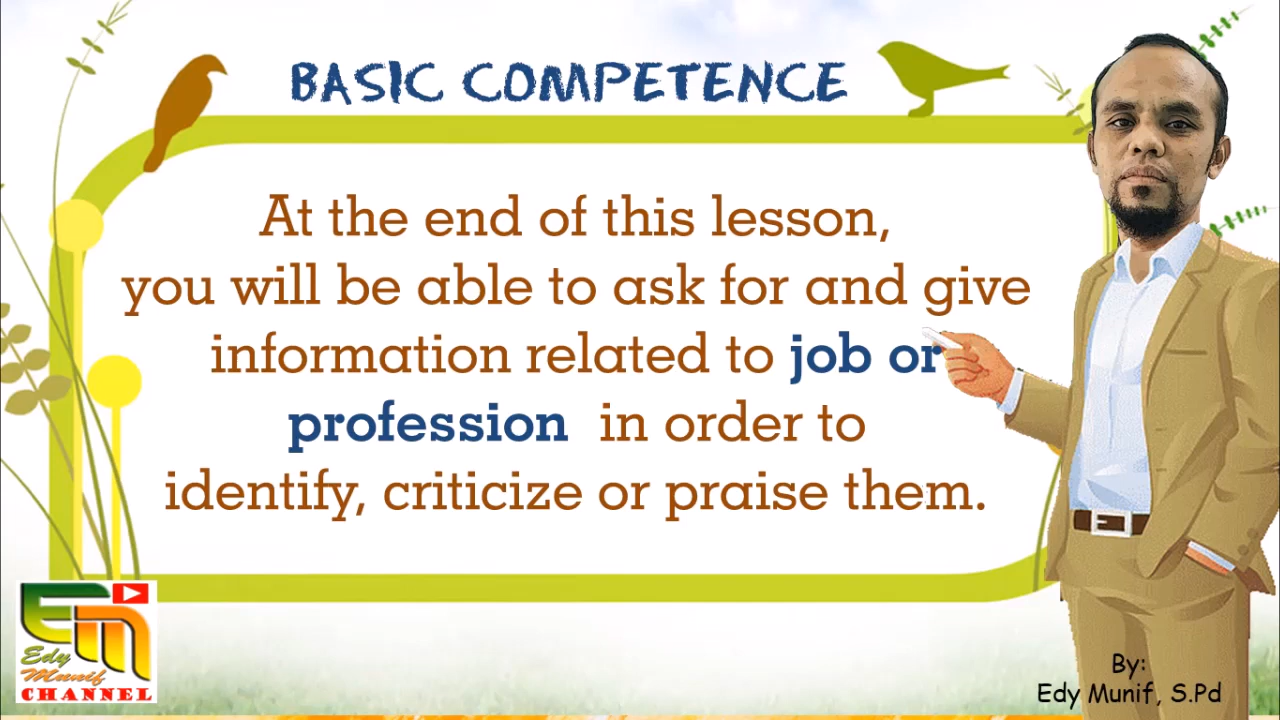 BASIC COMPETENCE
At the end of this lesson,
you will be able to ask for and give
information related to job or
profession in order to
identify, criticize or praise them.
EM
Edy
Munif
CHANNEL
By:
Edy Munif, S.Pd